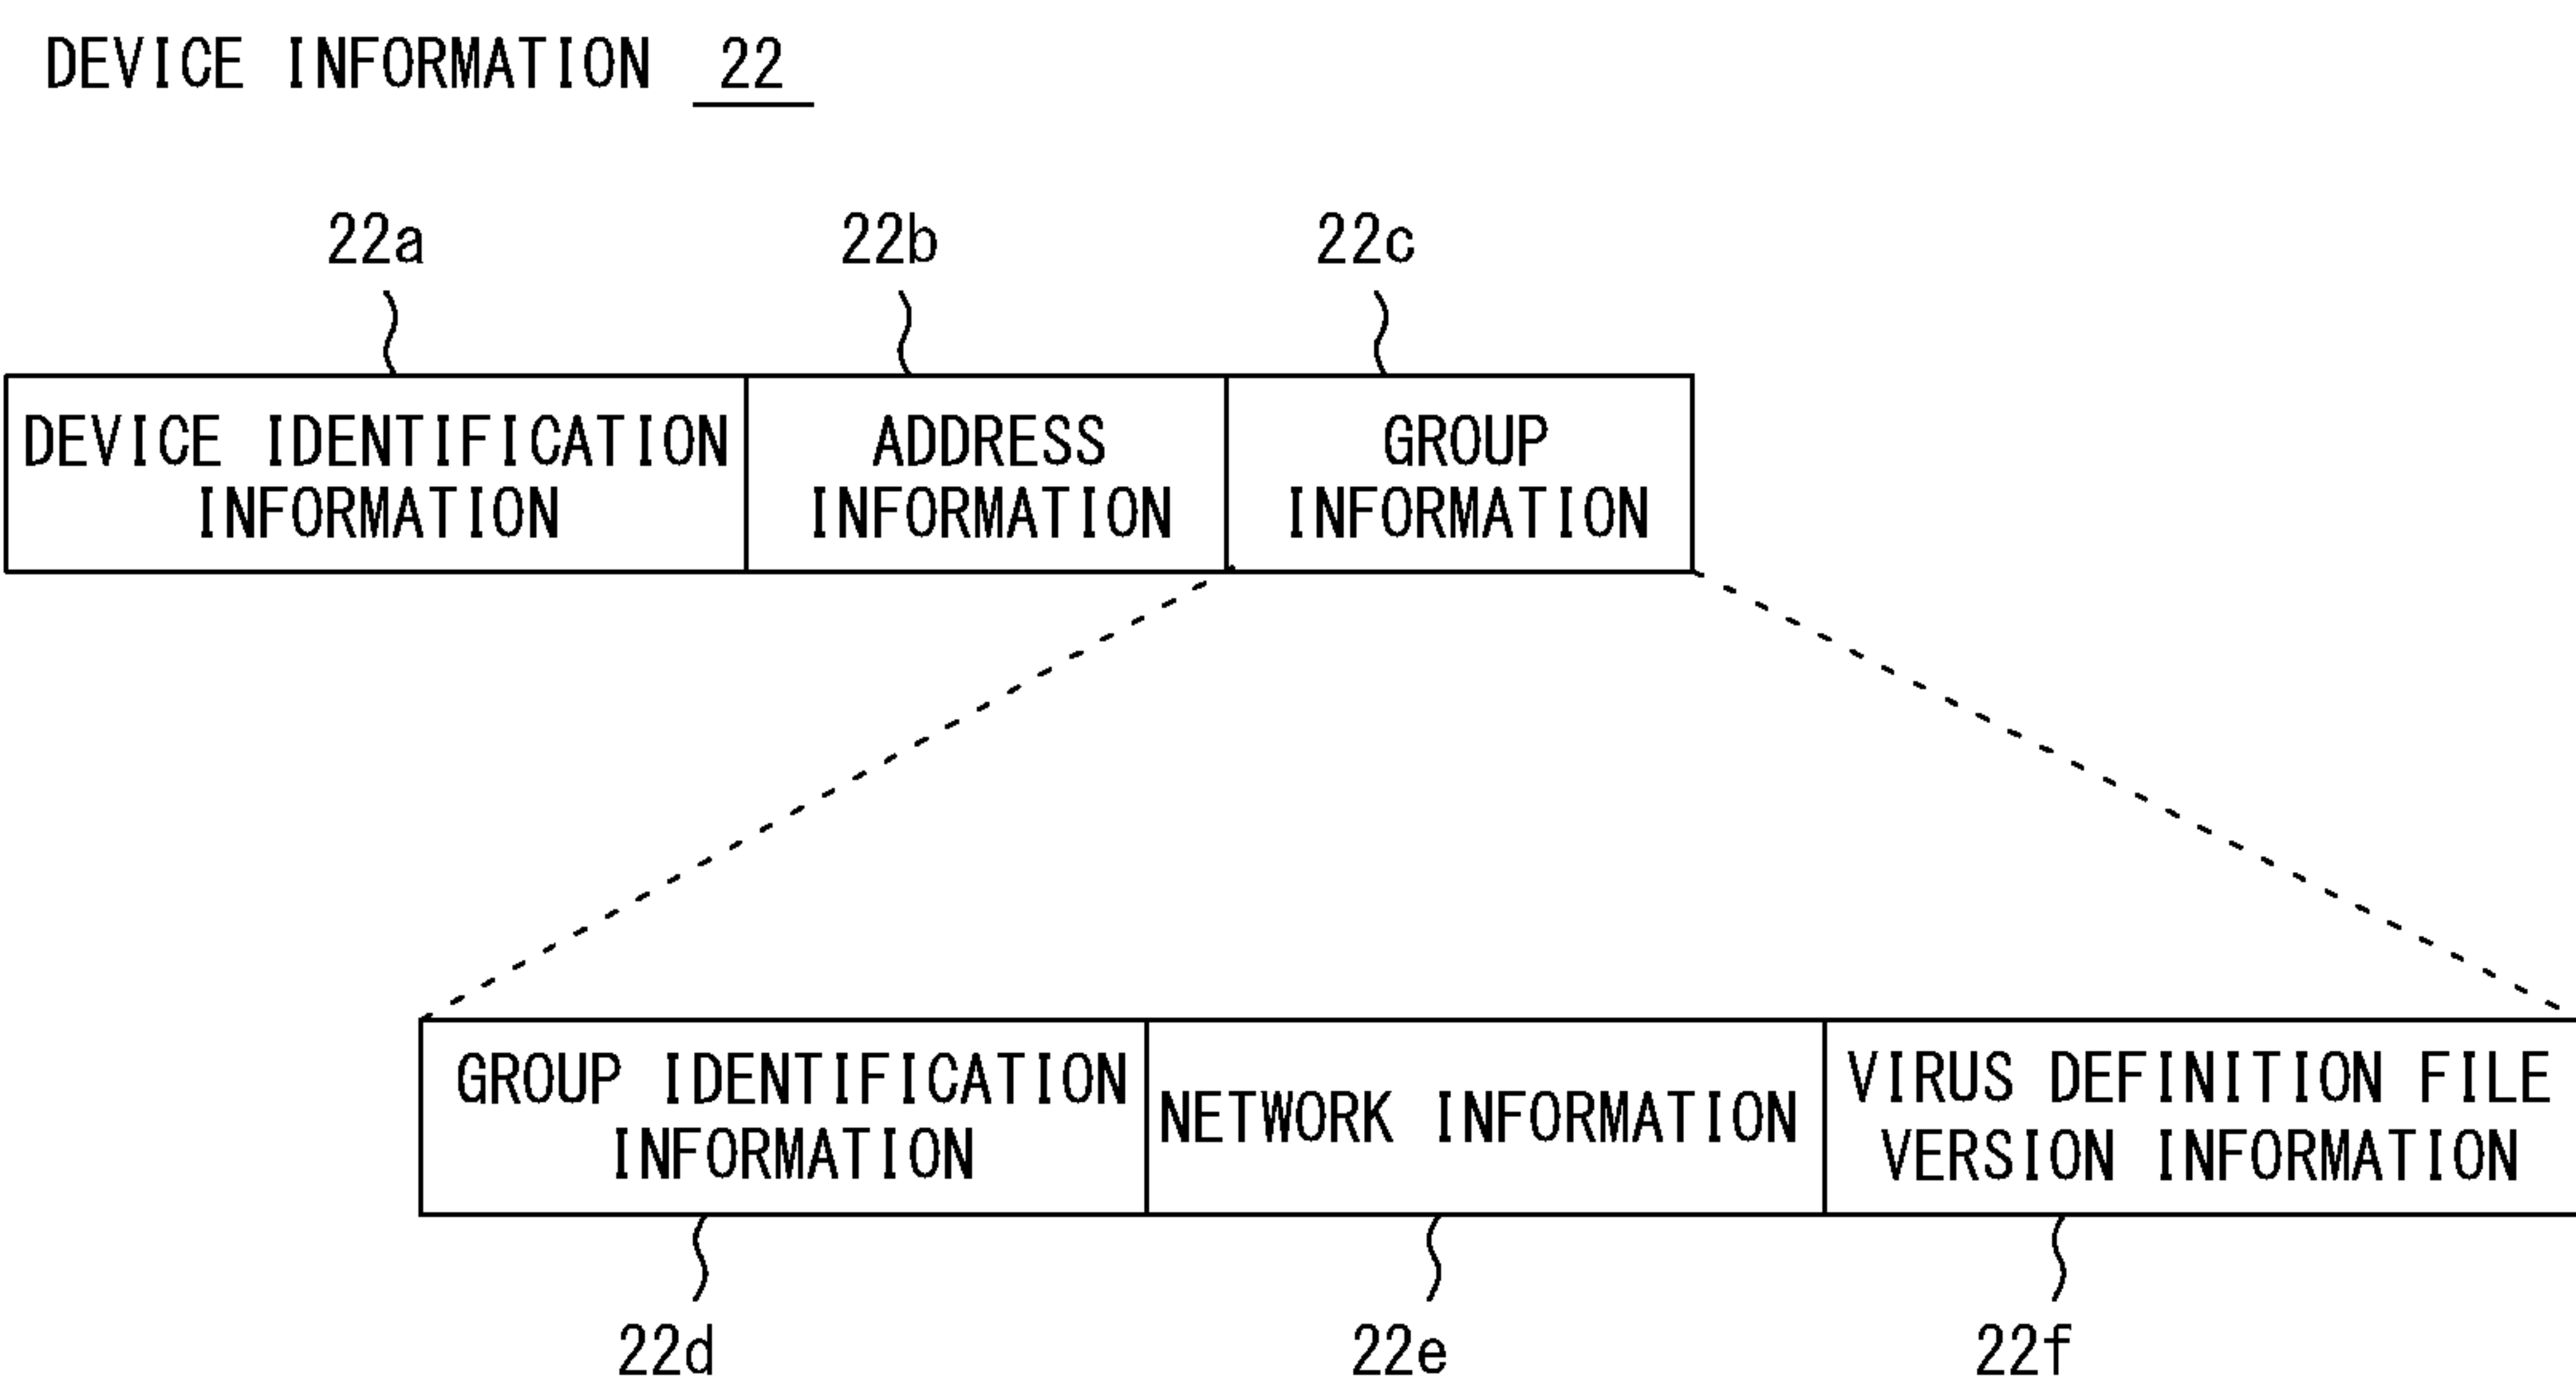 DEVICE INFORMATION 22
22a 22b 22c
DEVICE IDENTIFICATION
INFORMATION
ADDRESS
INFORMATION
GROUP
INFORMATION
GROUP IDENTIFICATION
INFORMATION
NETWORK INFORMATION
VIRUS DEFINITION FILE
VERSION INFORMATION
22d 22e 22f